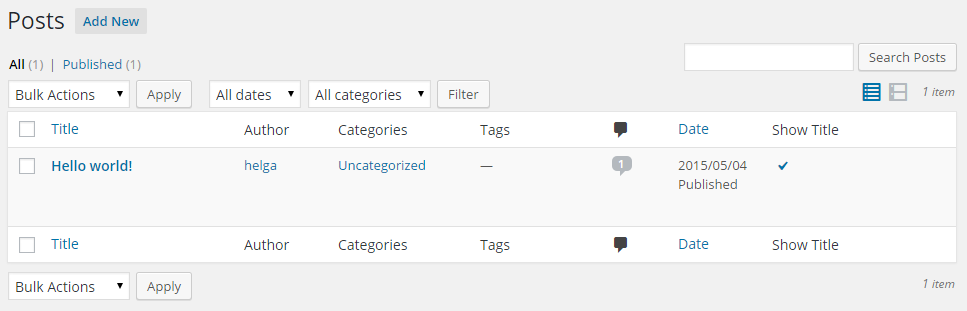 Posts Add New
All (1) | Published (1)
Search Posts
Bulk Actions Apply All dates All categories Filter 1 item
Title Author Categories Tags Date Show Title
Hello world! helga Uncategorized — 1 2015/05/04
Published
Title Author Categories Tags Date Show Title
Bulk Actions Apply 1 item